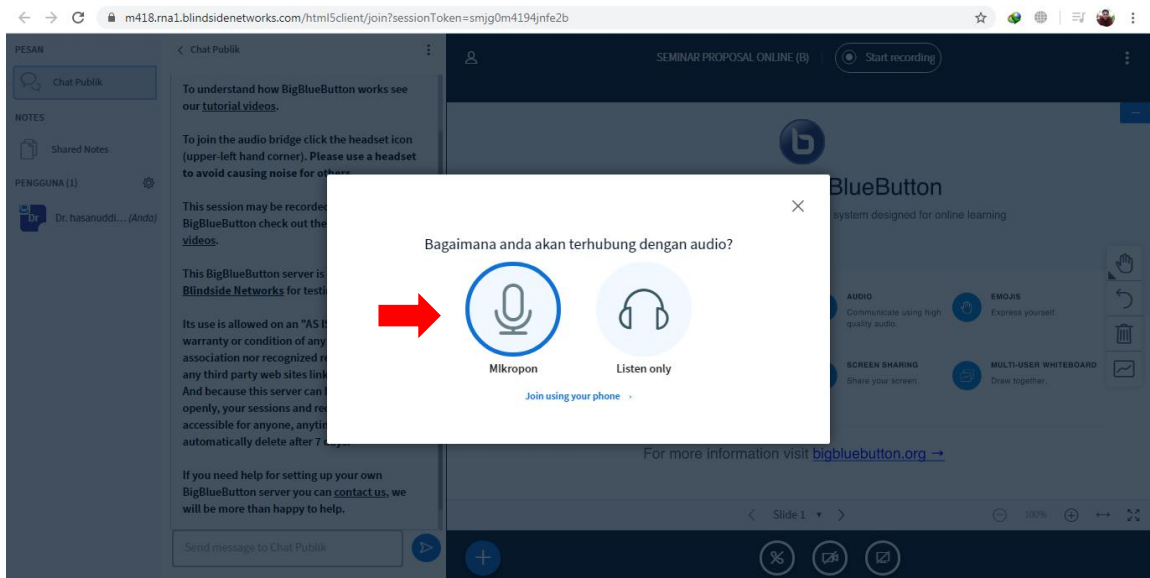 m418.rna1.blindsidenetworks.com/html5client/join?sessionToken=smjg0m4194jnfe2b
PESAN
Chat Publik
NOTES
Shared Notes
PENGGUNA (1)
Dr
Dr. hasanuddi... (Anda)
Chat Publik
To understand how BigBlueButton works see
our tutorial videos.
To join the audio bridge click the headset icon
(upper-left hand corner). Please use a headset
to avoid causing noise for others.
This session may be recorded
BigBlueButton check out the
videos.
This BigBlueButton server is
Blindside Networks for testi
Its use is allowed on an "AS I
warranty or condition of any
association nor recognized r
any third party web sites link
And because this server can
openly, your sessions and re
accessible for anyone, anyti
automatically delete after 7 days.
If you need help for setting up your own
BigBlueButton server you can contact us, we
will be more than happy to help.
Send message to Chat Publik
SEMINAR PROPOSAL ONLINE (B)
Start recording
b
BlueButton
system designed for online learning
AUDIO
Communicate using high
quality audio.
EMOJIS
Express yourself.
SCREEN SHARING
Share your screen.
MULTI-USER WHITEBOARD
Draw together.
For more information visit bigbluebutton.org →
Slide 1
100%
Bagaimana anda akan terhubung dengan audio?
MIkropon
Listen only
Join using your phone